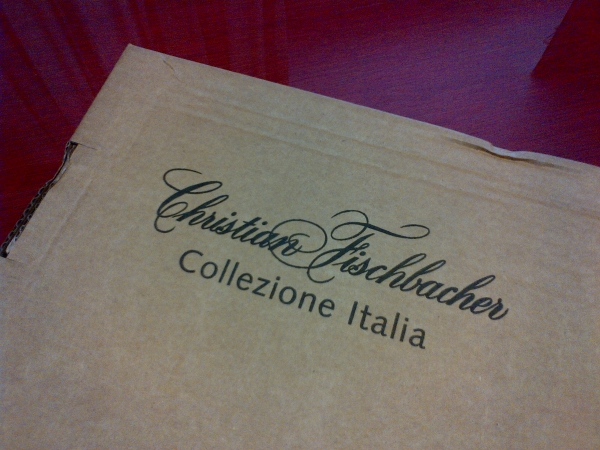 Christian Fischbacher
Collezione Italia